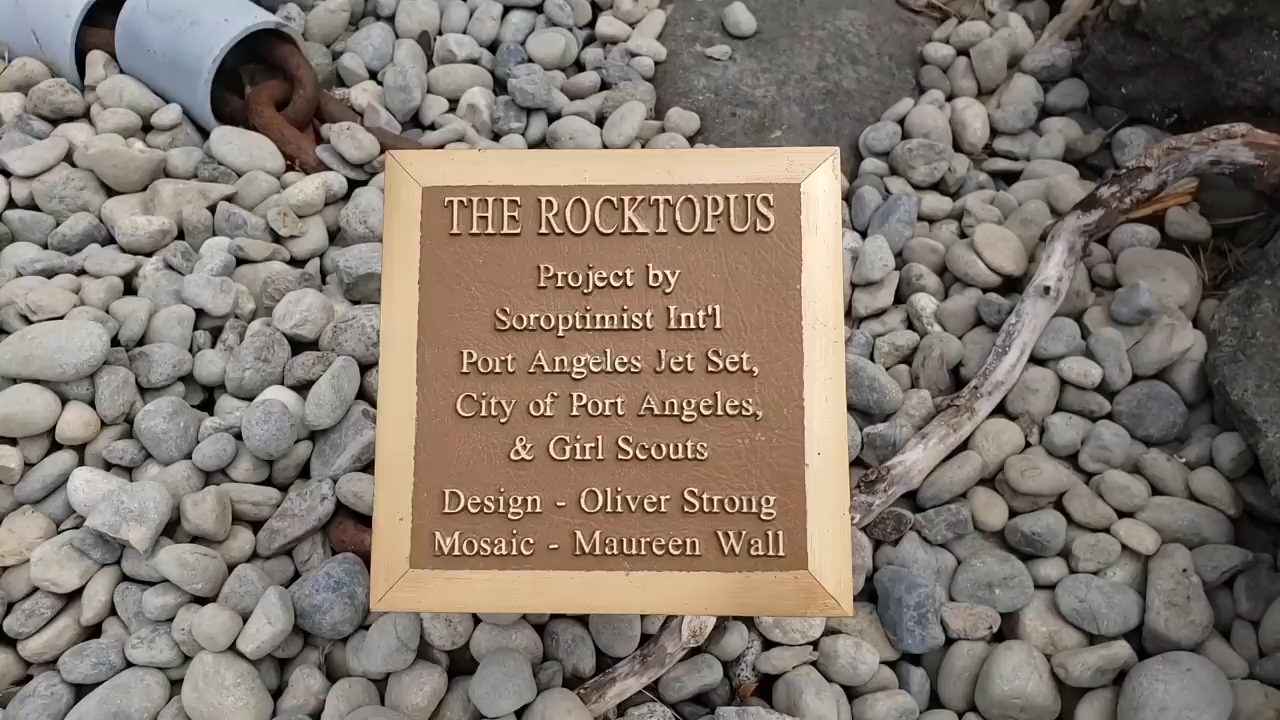 THE ROCKTOPUS
Project by
Soroptimist Int'l
Port Angeles Jet Set,
City of Port Angeles,
& Girl Scouts
Design - Oliver Strong
Mosaic - Maureen Wall